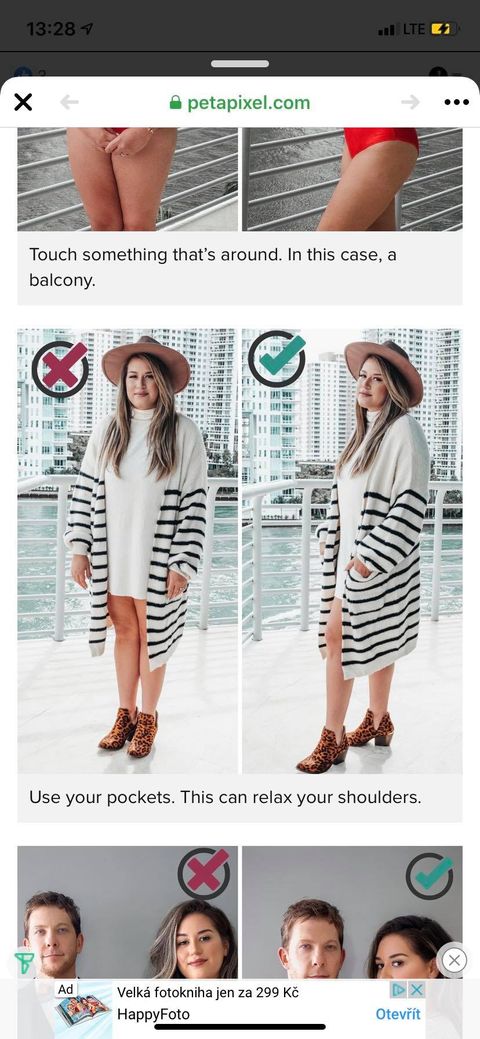 13:28
LTE
petapixel.com
Touch something that's around. In this case, a
balcony.
Use your pockets. This can relax your shoulders.
Ad
Velká fotokniha jen za 299 Kč
HappyFoto
Otevřít